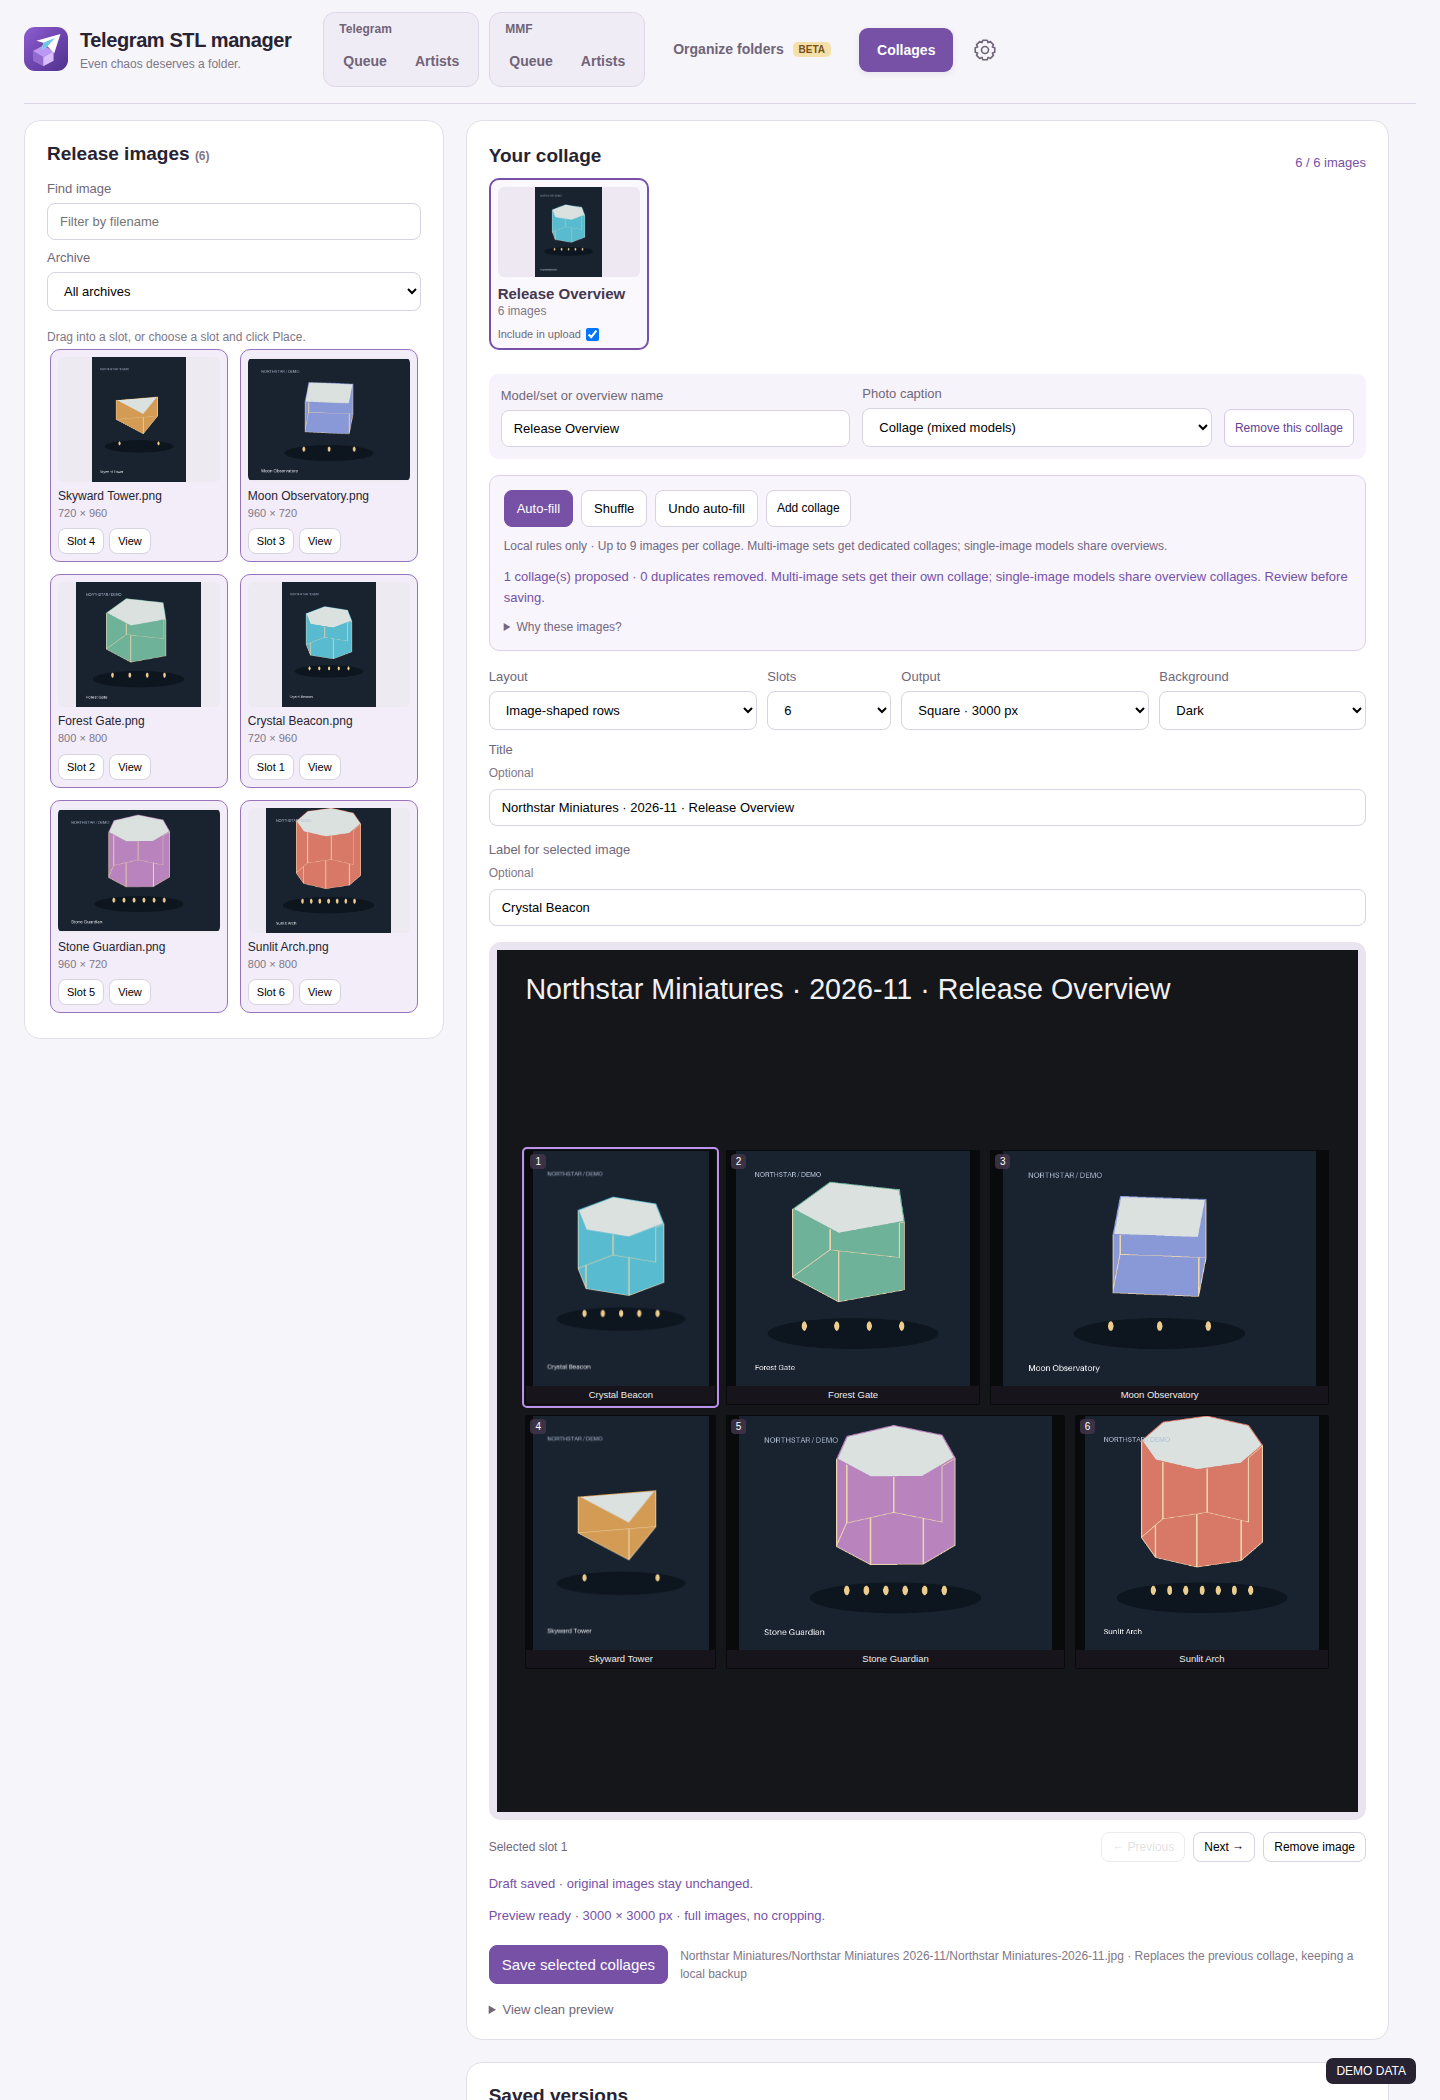 Telegram STL manager
Even chaos deserves a folder.
Telegram
Queue Artists
MMF
Queue Artists
Organize folders BETA
Collages
Release images (6)
Find image
Filter by filename
Archive
All archives
Drag into a slot, or choose a slot and click Place.
Skyward Tower.png
720 × 960
Slot 4 View
Moon Observatory.png
960 × 720
Slot 3 View
Forest Gate.png
800 × 800
Slot 2 View
Crystal Beacon.png
720 × 960
Slot 1 View
Stone Guardian.png
960 × 720
Slot 5 View
Sunlit Arch.png
800 × 800
Slot 6 View
Your collage
6 / 6 images
Release Overview
6 images
Include in upload
Model/set or overview name
Release Overview
Photo caption
Collage (mixed models)
Remove this collage
Auto-fill Shuffle Undo auto-fill Add collage
Local rules only · Up to 9 images per collage. Multi-image sets get dedicated collages; single-image models share overviews.
1 collage(s) proposed · 0 duplicates removed. Multi-image sets get their own collage; single-image models share overview collages. Review before
saving.
Why these images?
Layout
Image-shaped rows
Slots
6
Output
Square · 3000 px
Background
Dark
Title
Optional
Northstar Miniatures · 2026-11 · Release Overview
Label for selected image
Optional
Crystal Beacon
Northstar Miniatures · 2026-11 · Release Overview
1
NORTHSTAR / DEMO
Crystal Beacon
Crystal Beacon
2
NORTHSTAR / DEMO
Forest Gate
Forest Gate
3
NORTHSTAR / DEMO
Moon Observatory
Moon Observatory
4
NORTHSTAR / DEMO
Skyward Tower
Skyward Tower
5
NORTHSTAR / DEMO
Stone Guardian
Stone Guardian
6
NORTHSTAR / DEMO
Sunlit Arch
Sunlit Arch
Selected slot 1
← Previous Next → Remove image
Draft saved · original images stay unchanged.
Preview ready · 3000 × 3000 px · full images, no cropping.
Save selected collages
Northstar Miniatures/Northstar Miniatures 2026-11/Northstar Miniatures-2026-11.jpg · Replaces the previous collage, keeping a
local backup
View clean preview
Saved versions
DEMO DATA